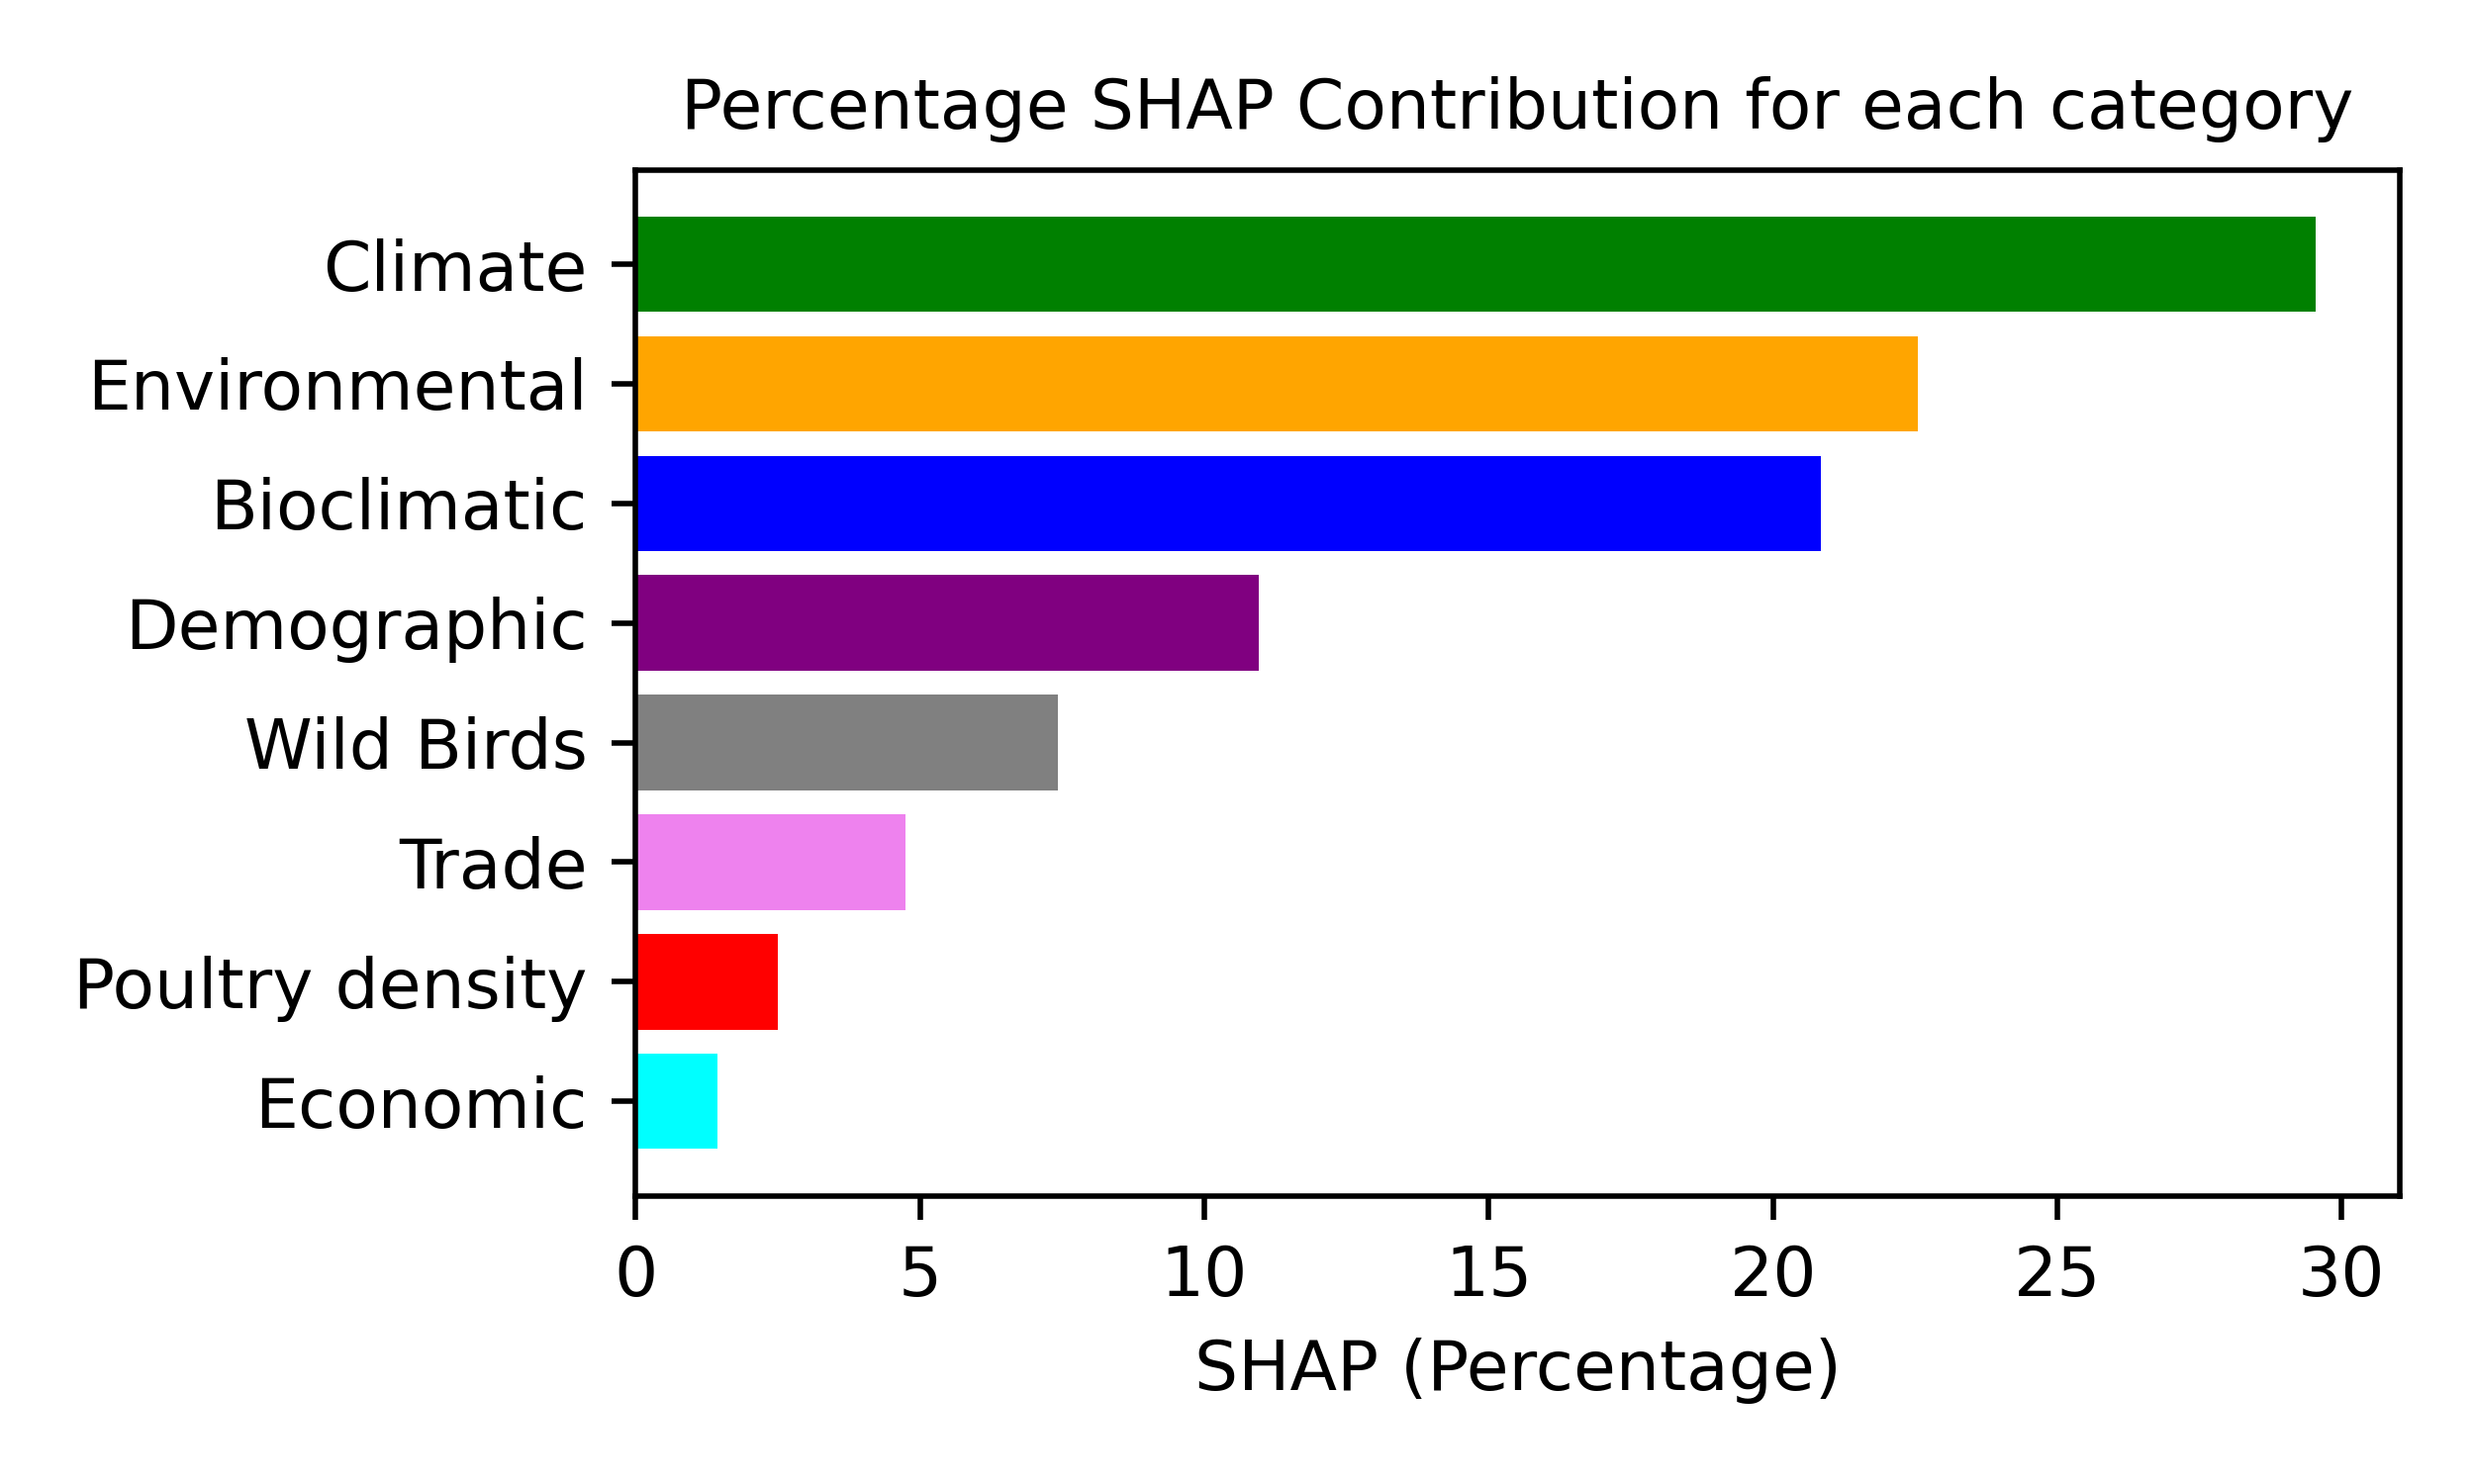 Percentage SHAP Contribution for each category
Climate
Environmental
Bioclimatic
Demographic
Wild Birds
Trade
Poultry density
Economic
0 5 10 15 20 25 30
SHAP (Percentage)